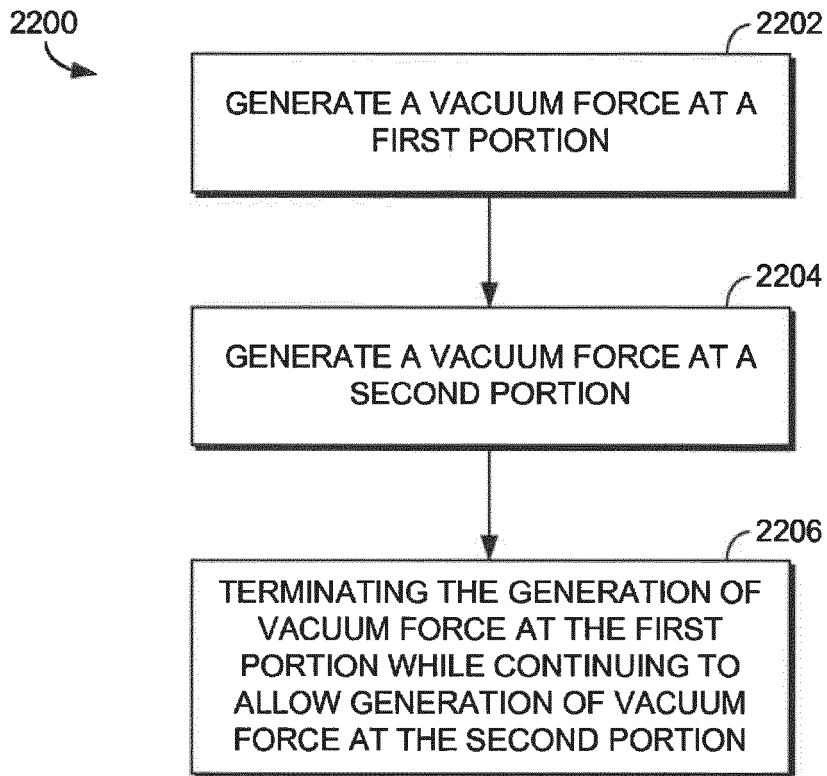 2200
2202
GENERATE A VACUUM FORCE AT A
FIRST PORTION
2204
GENERATE A VACUUM FORCE AT A
SECOND PORTION
2206
TERMINATING THE GENERATION OF
VACUUM FORCE AT THE FIRST
PORTION WHILE CONTINUING TO
ALLOW GENERATION OF VACUUM
FORCE AT THE SECOND PORTION